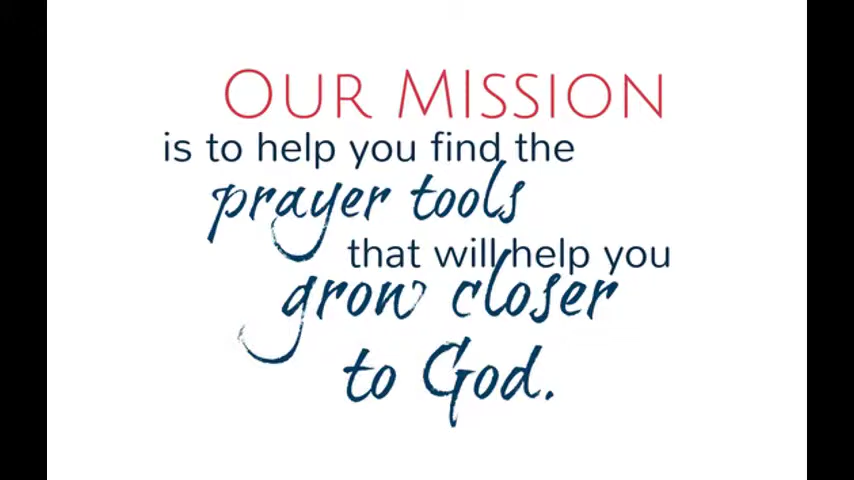 OUR MISSION
is to help you find the
prayer tools
that will help you
grow closer
to God.